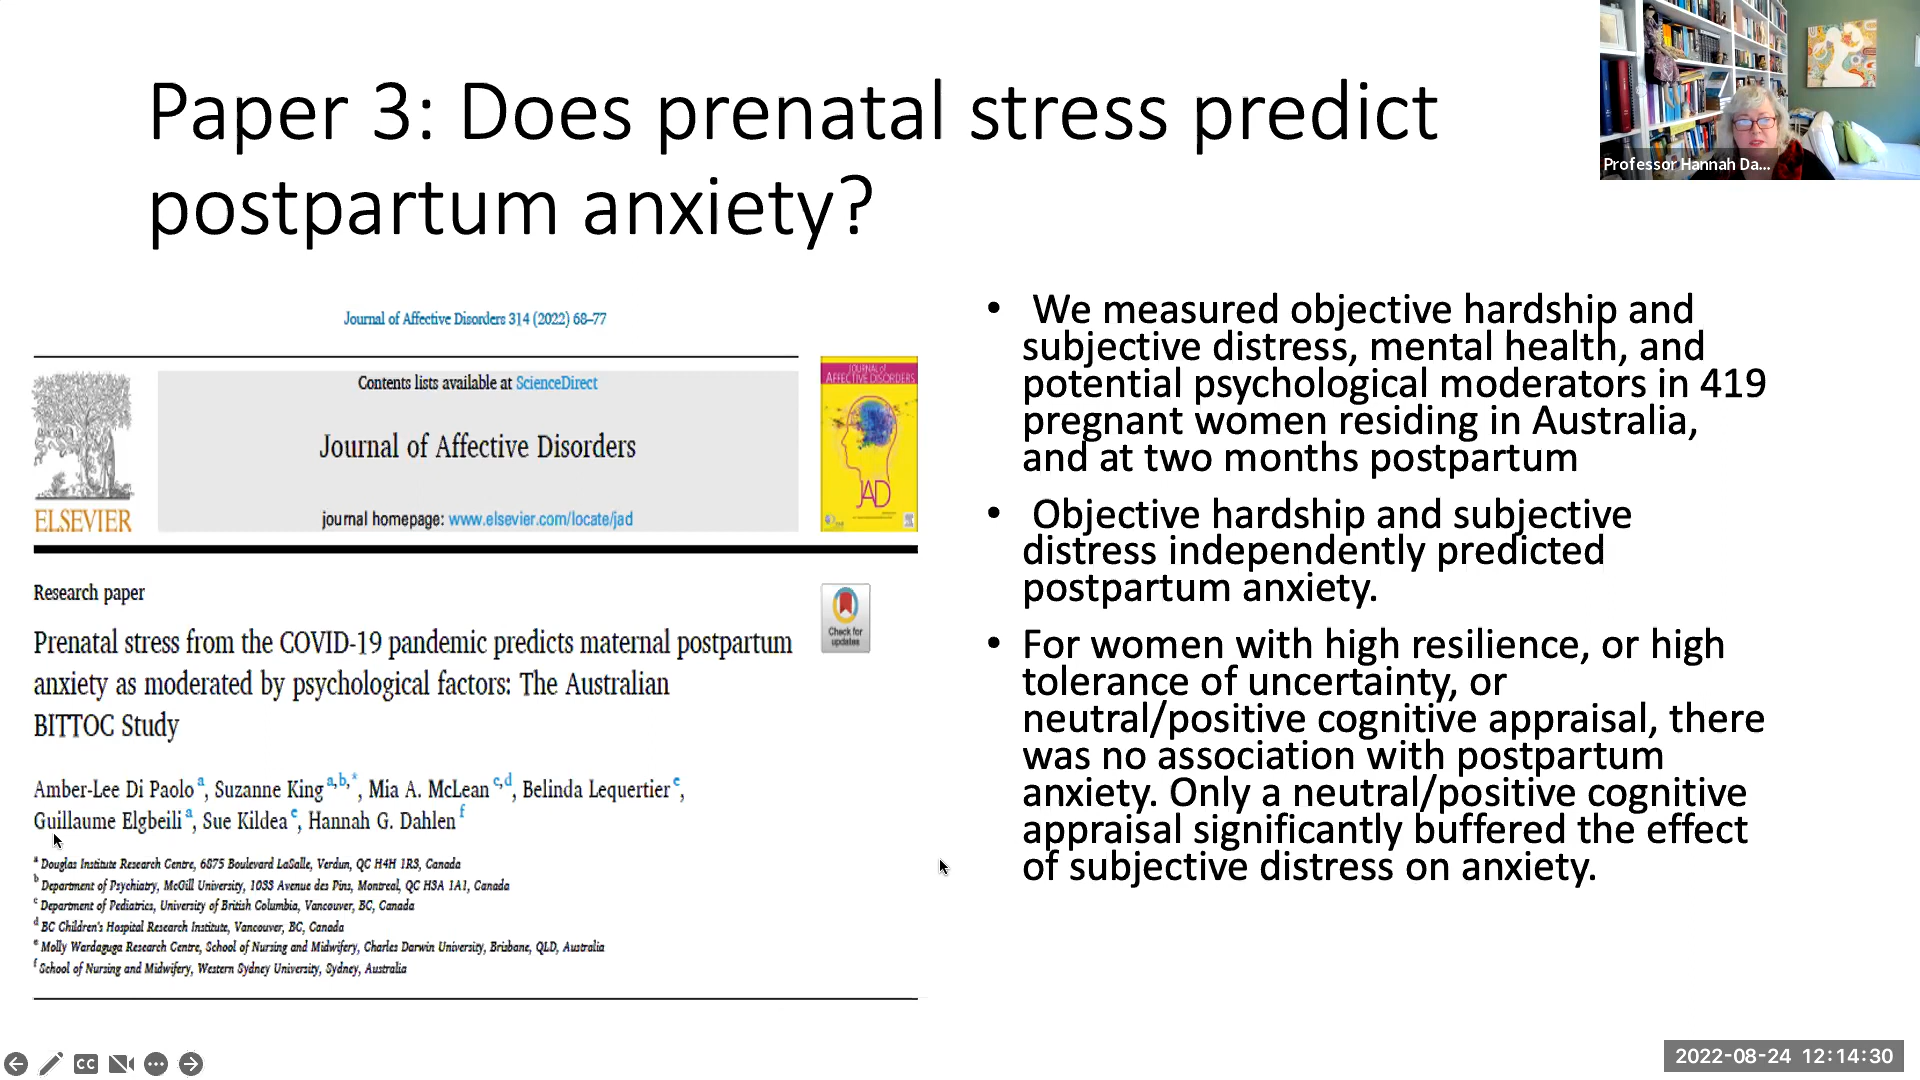 Paper 3: Does prenatal stress predict
postpartum anxiety?
Professor Hannah Da...
Journal of Affective Disorders 314 (2022) 68–77
Contents lists available at ScienceDirect
Journal of Affective Disorders
journal homepage: www.elsevier.com/locate/jad
ELSEVIER
JOURNAL of
AFFECTIVE DISORDERS
JAD
Research paper
Check for
updates
Prenatal stress from the COVID-19 pandemic predicts maternal postpartum
anxiety as moderated by psychological factors: The Australian
BITTOC Study
Amber-Lee Di Paolo a, Suzanne King a,b,*, Mia A. McLean c,d, Belinda Lequertier e,
Guillaume Elgbeili a, Sue Kildea e, Hannah G. Dahlen f
a Douglas Institute Research Centre, 6875 Boulevard LaSalle, Verdun, QC H4H 1R3, Canada
b Department of Psychiatry, McGill University, 1033 Avenue des Pins, Montreal, QC H3A 1A1, Canada
c Department of Pediatrics, University of British Columbia, Vancouver, BC, Canada
d BC Children's Hospital Research Institute, Vancouver, BC, Canada
e Molly Wardaguga Research Centre, School of Nursing and Midwifery, Charles Darwin University, Brisbane, QLD, Australia
f School of Nursing and Midwifery, Western Sydney University, Sydney, Australia
• We measured objective hardship and
subjective distress, mental health, and
potential psychological moderators in 419
pregnant women residing in Australia,
and at two months postpartum
• Objective hardship and subjective
distress independently predicted
postpartum anxiety.
• For women with high resilience, or high
tolerance of uncertainty, or
neutral/positive cognitive appraisal, there
was no association with postpartum
anxiety. Only a neutral/positive cognitive
appraisal significantly buffered the effect
of subjective distress on anxiety.
CC
2022-08-24 12:14:30